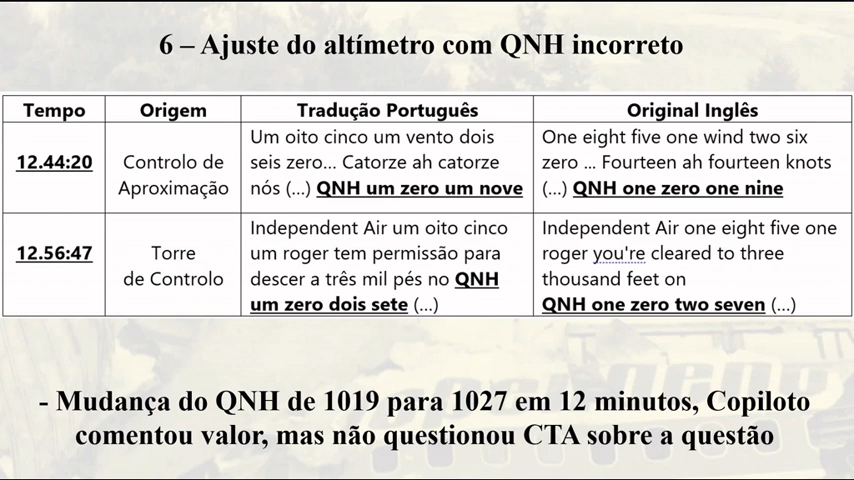 6 – Ajuste do altímetro com QNH incorreto
Tempo Origem Tradução Português Original Inglês
12.44:20
Controlo de
Aproximação
Um oito cinco um vento dois
seis zero... Catorze ah catorze
nós (...) QNH um zero um nove
One eight five one wind two six
zero ... Fourteen ah fourteen knots
(...) QNH one zero one nine
12.56:47
Torre
de Controlo
Independent Air um oito cinco
um roger tem permissão para
descer a três mil pés no QNH
um zero dois sete (...)
Independent Air one eight five one
roger you're cleared to three
thousand feet on
QNH one zero two seven (...)
- Mudança do QNH de 1019 para 1027 em 12 minutos, Copiloto
comentou valor, mas não questionou CTA sobre a questão